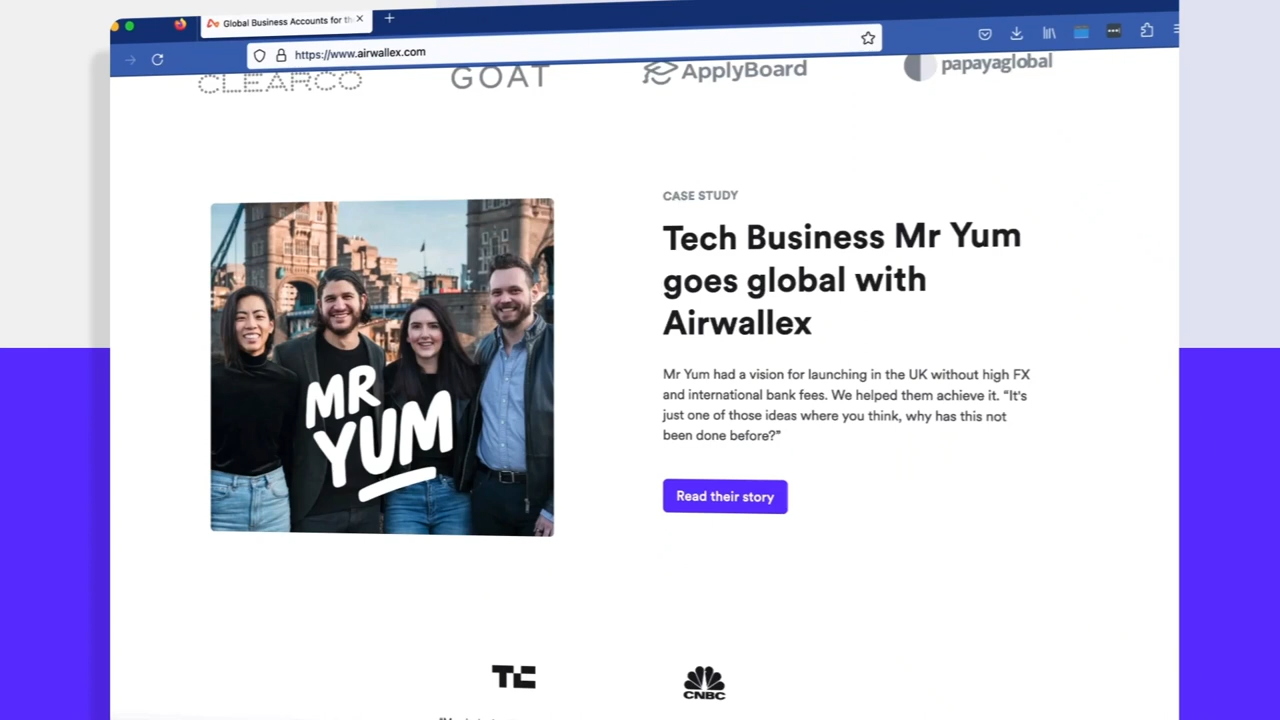 Global Business Accounts for th
https://www.airwallex.com
CLEARCO GOAT ApplyBoard papayaglobal
CASE STUDY
Tech Business Mr Yum
goes global with
Airwallex
MR
YUM
Mr Yum had a vision for launching in the UK without high FX
and international bank fees. We helped them achieve it. “It's
just one of those ideas where you think, why has this not
been done before?”
Read their story
TC
CNBC